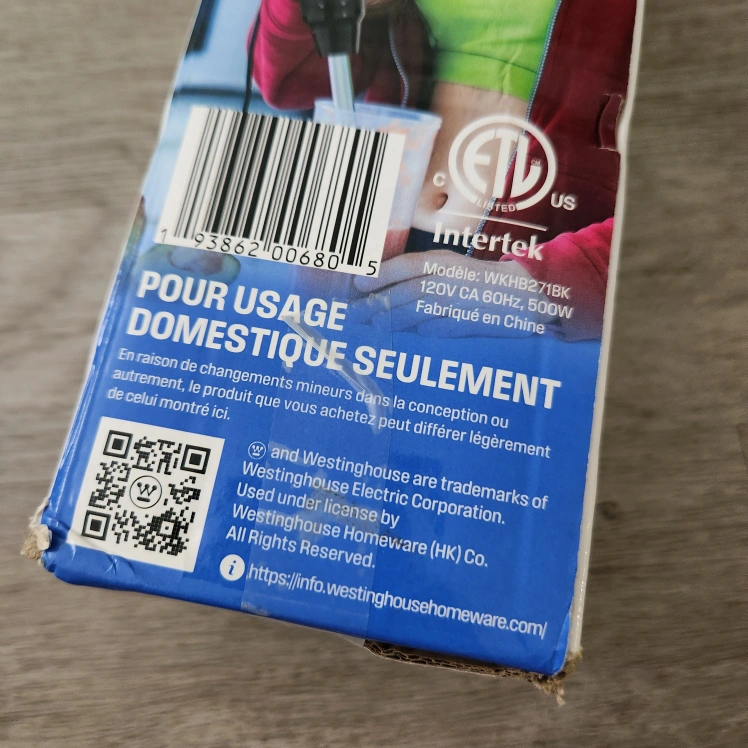 ETL CM
LISTED
C US
Intertek
1 93862 00680 5
Modèle: WKHB271BK
120V CA 60Hz, 500W
Fabriqué en Chine
POUR USAGE
DOMESTIQUE SEULEMENT
En raison de changements mineurs dans la conception ou
autrement, le produit que vous achetez peut différer légèrement
de celui montré ici.
W
W and Westinghouse are trademarks of
Westinghouse Electric Corporation.
Used under license by
Westinghouse Homeware (HK) Co.
All Rights Reserved.
i https://info.westinghousehomeware.com/